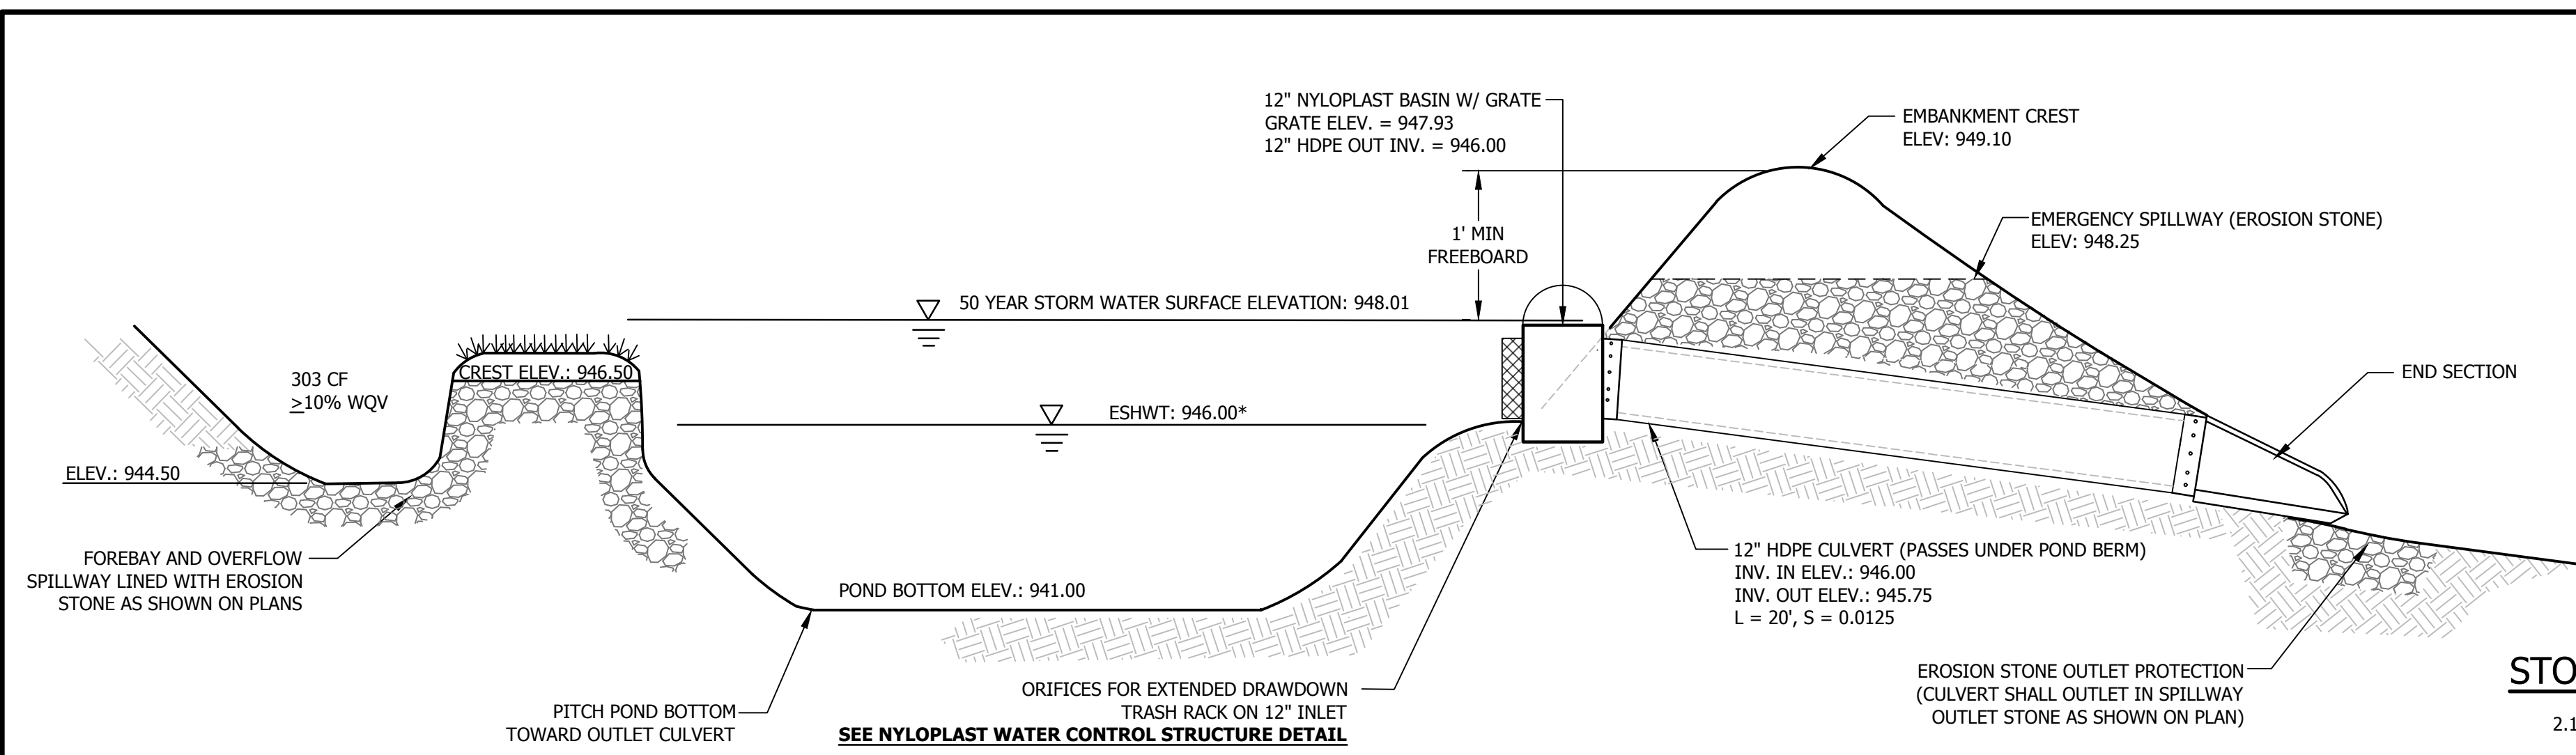 12" NYLOPLAST BASIN W/ GRATE
GRATE ELEV. = 947.93
12" HDPE OUT INV. = 946.00
EMBANKMENT CREST
ELEV: 949.10
1' MIN
FREEBOARD
EMERGENCY SPILLWAY (EROSION STONE)
ELEV: 948.25
50 YEAR STORM WATER SURFACE ELEVATION: 948.01
303 CF
>10% WQV
CREST ELEV.: 946.50
END SECTION
ESHWT: 946.00*
ELEV.: 944.50
FOREBAY AND OVERFLOW
SPILLWAY LINED WITH EROSION
STONE AS SHOWN ON PLANS
POND BOTTOM ELEV.: 941.00
12" HDPE CULVERT (PASSES UNDER POND BERM)
INV. IN ELEV.: 946.00
INV. OUT ELEV.: 945.75
L = 20', S = 0.0125
PITCH POND BOTTOM
TOWARD OUTLET CULVERT
ORIFICES FOR EXTENDED DRAWDOWN
TRASH RACK ON 12" INLET
SEE NYLOPLAST WATER CONTROL STRUCTURE DETAIL
EROSION STONE OUTLET PROTECTION
(CULVERT SHALL OUTLET IN SPILLWAY
OUTLET STONE AS SHOWN ON PLAN)
STO
2.1